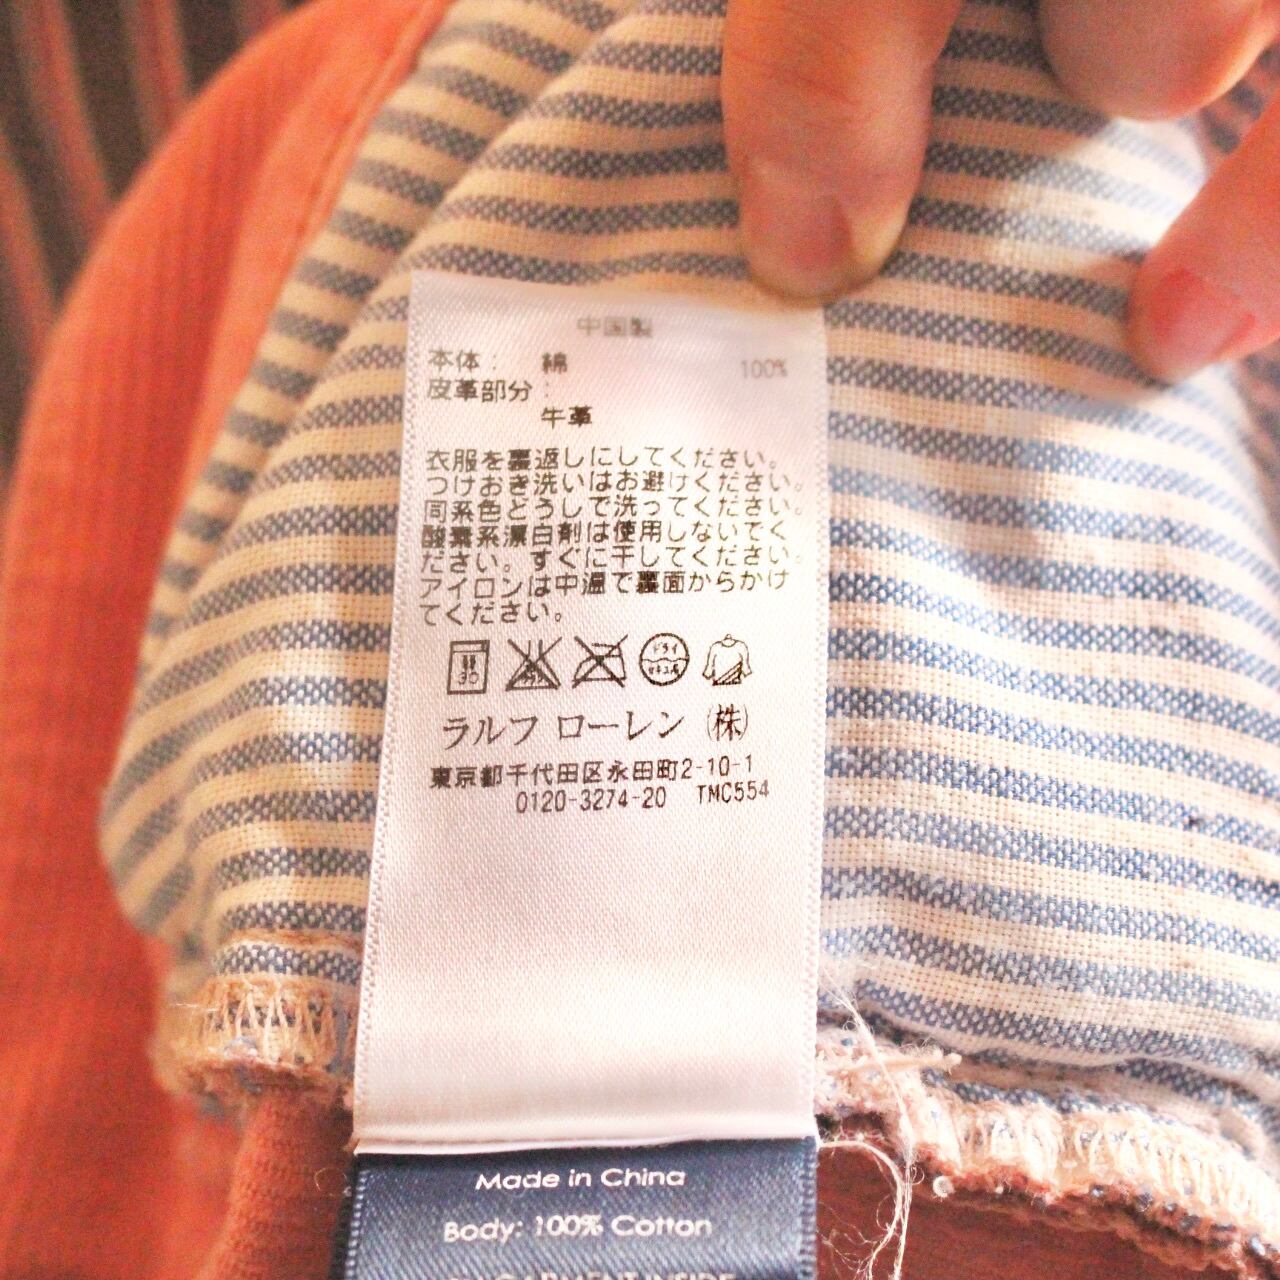 中国製
本体： 綿 100%
皮革部分：
牛革
衣服を裏返しにしてください。
つけおき洗いはお避けください。
同系色どうしで洗ってください。
酸素系漂白剤は使用しないでく
ださい。すぐに干してください。
アイロンは中温で裏面からかけ
てください。
30 ドライ
ラルフ ローレン ㈱
東京都千代田区永田町2-10-1
0120-3274-20 TMC554
Made in China
Body: 100% Cotton
GARMENT INSIDE